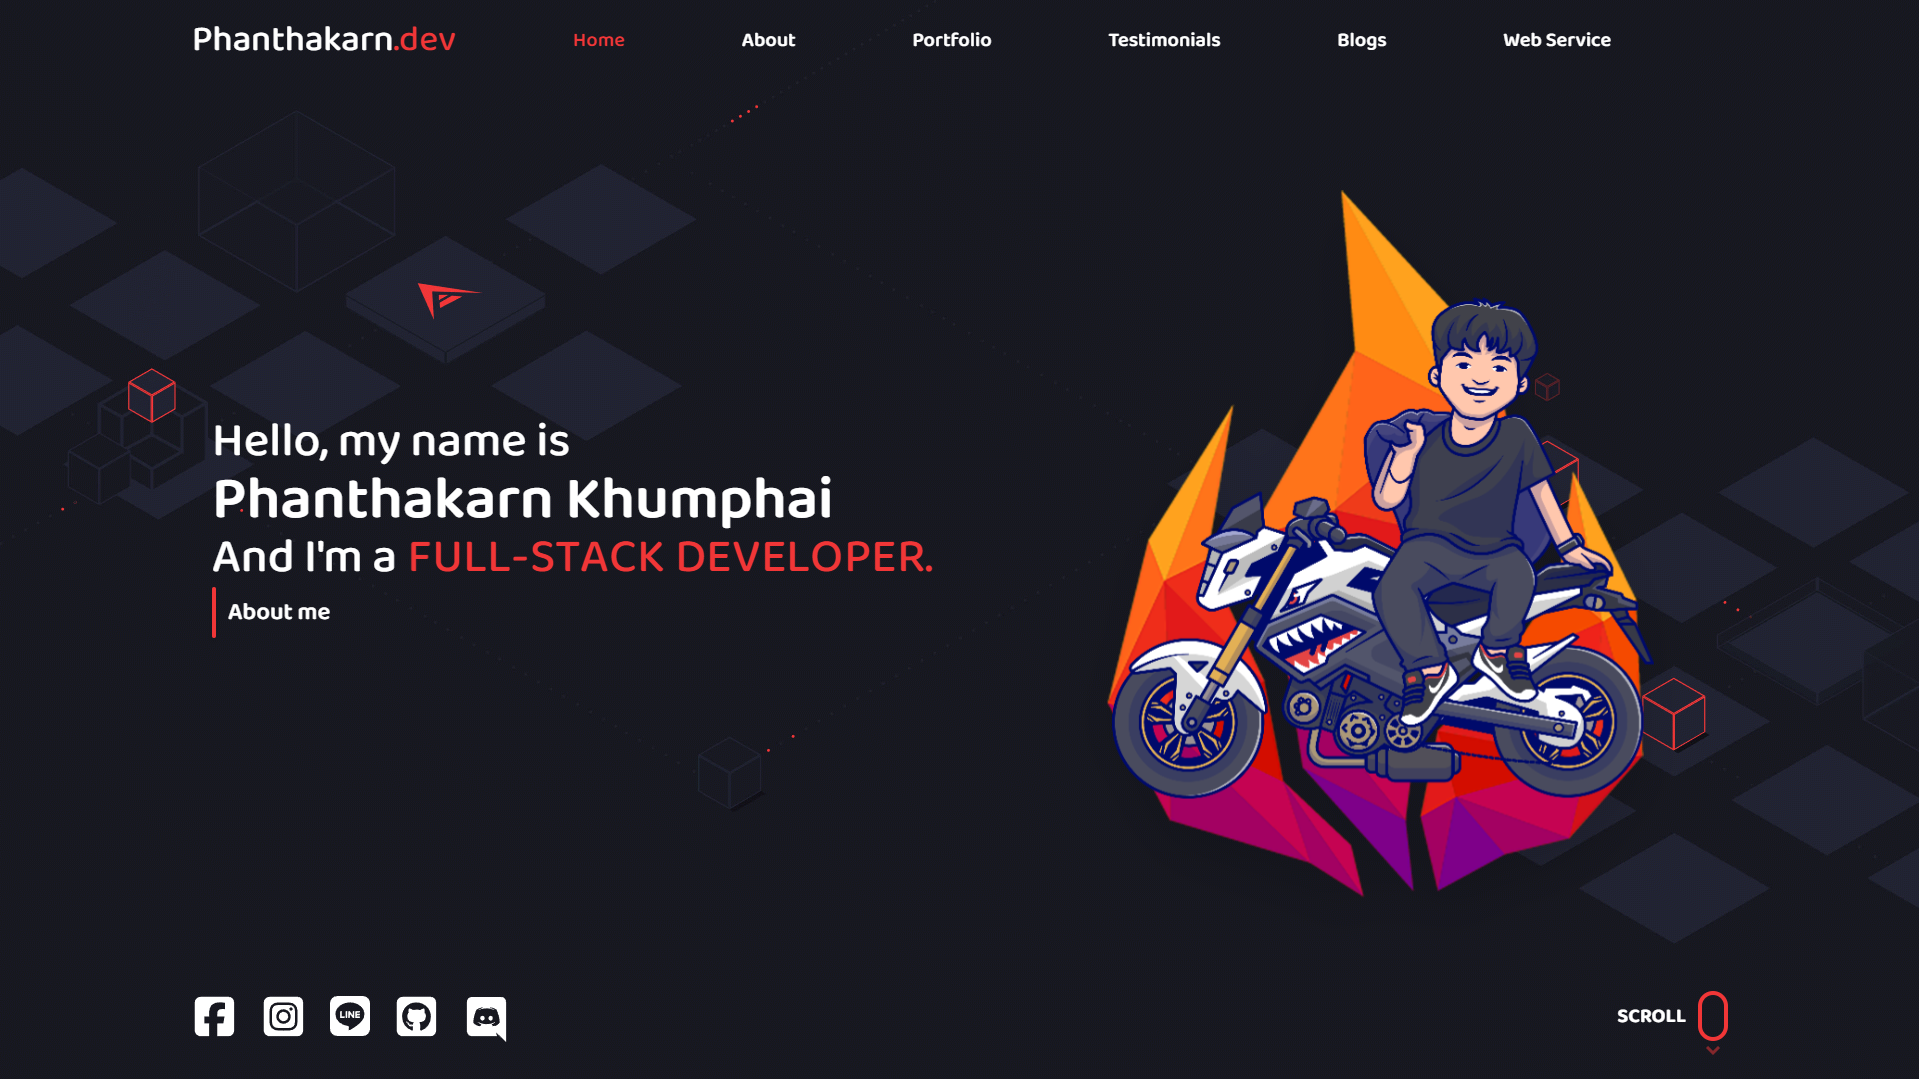 Phanthakarn.dev
Home
About
Portfolio
Testimonials
Blogs
Web Service
Hello, my name is
Phanthakarn Khumphai
And I'm a FULL-STACK DEVELOPER.
About me
LINE
SCROLL